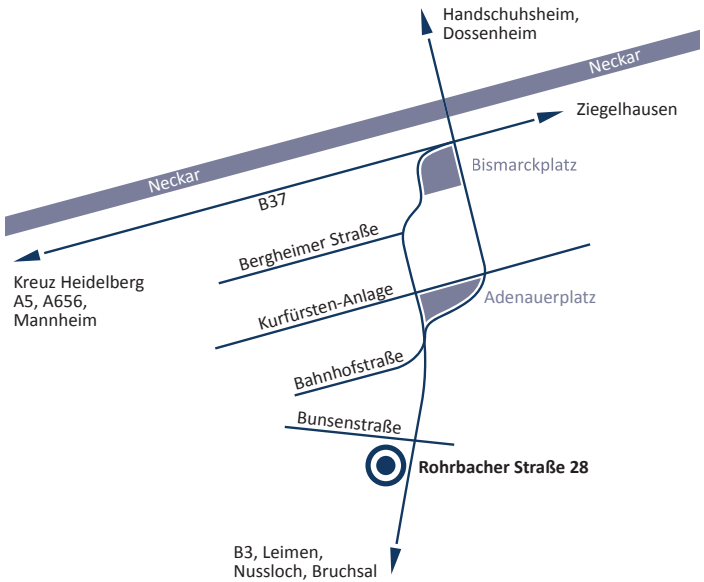 Handschuhsheim,
Dossenheim
Neckar
Ziegelhausen
Bismarckplatz
Neckar
B37
Bergheimer Straße
Kreuz Heidelberg
A5, A656,
Mannheim
Kurfürsten-Anlage
Adenauerplatz
Bahnhofstraße
Bunsenstraße
Rohrbacher Straße 28
B3, Leimen,
Nussloch, Bruchsal